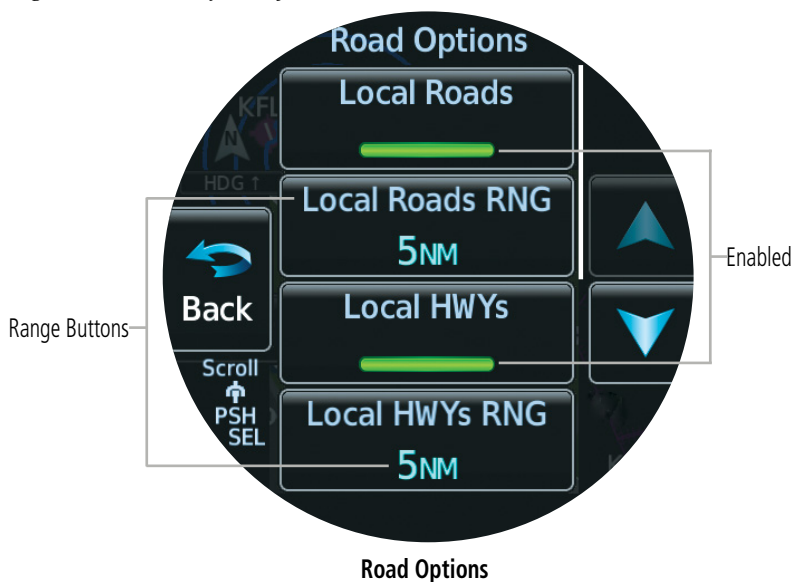 Road Options
Local Roads
KFL
N
HDG ↑
Local Roads RNG
5NM
Enabled
Back
Local HWYs
Range Buttons
Scroll
PSH
SEL
Local HWYs RNG
5NM
Road Options